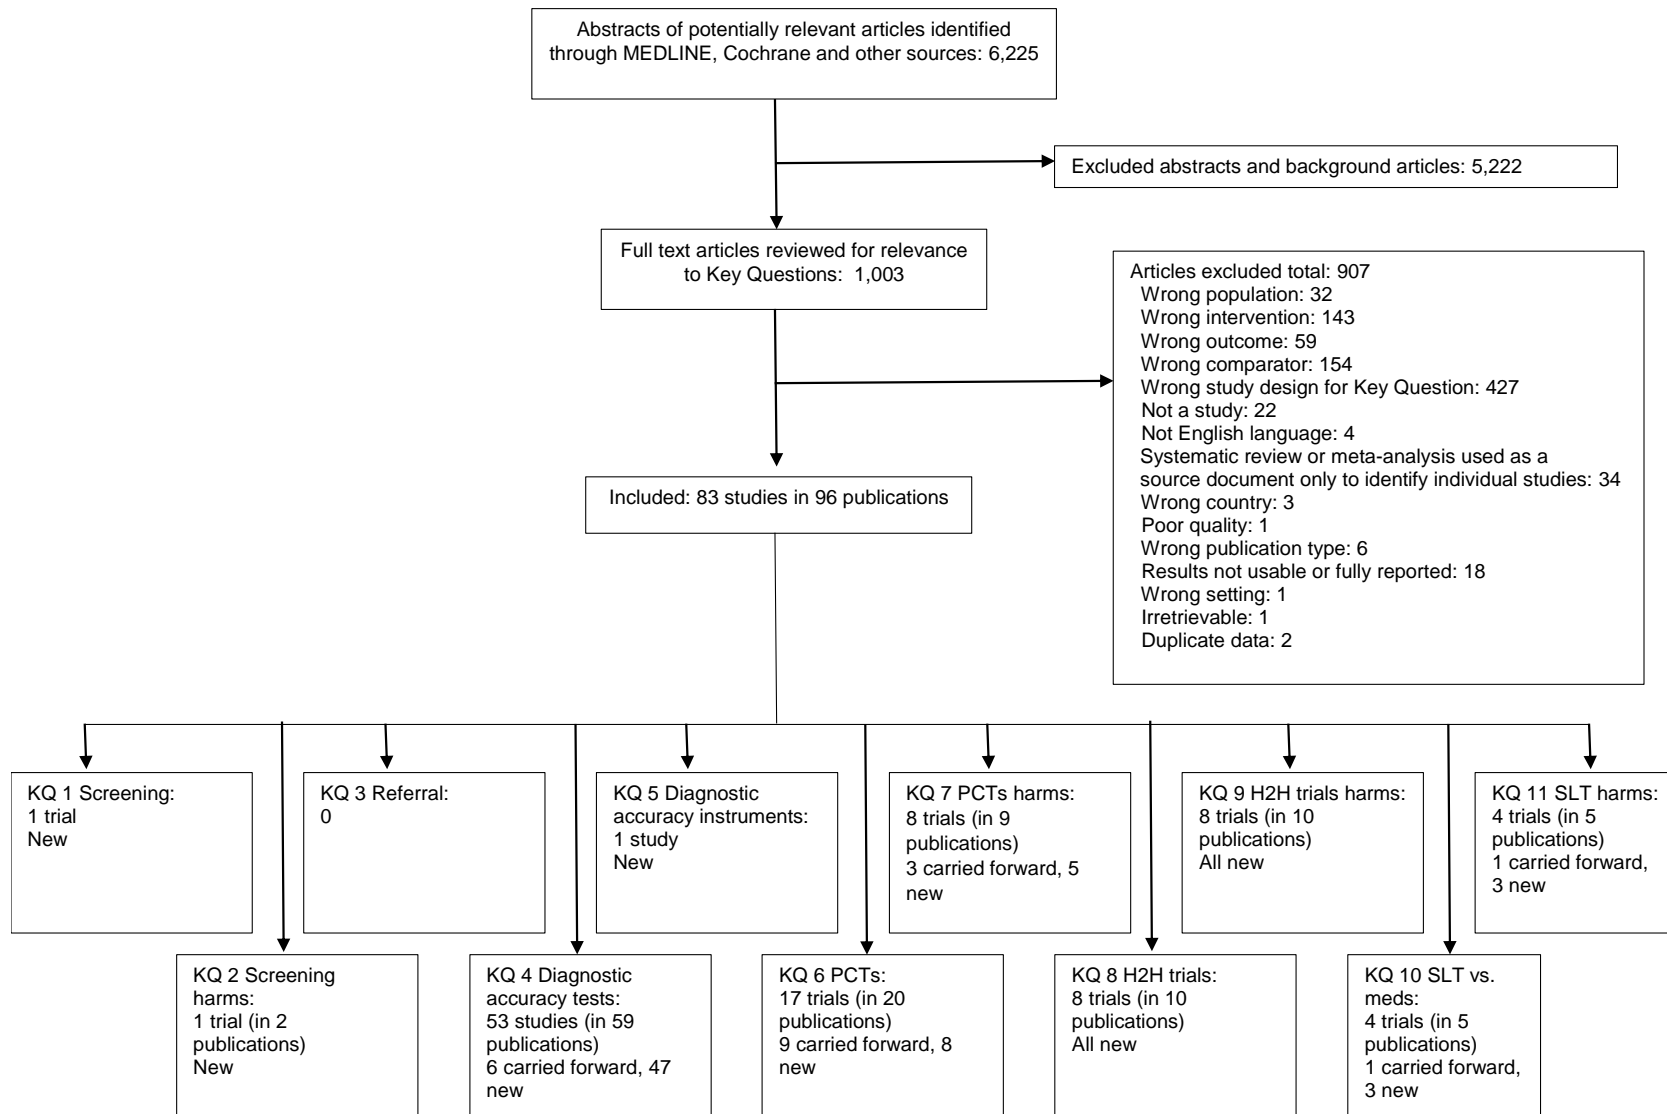 Abstracts of potentially relevant articles identified
through MEDLINE, Cochrane and other sources: 6,225
Excluded abstracts and background articles: 5,222
Full text articles reviewed for relevance
to Key Questions: 1,003
Articles excluded total: 907
Wrong population: 32
Wrong intervention: 143
Wrong outcome: 59
Wrong comparator: 154
Wrong study design for Key Question: 427
Not a study: 22
Not English language: 4
Systematic review or meta-analysis used as a
source document only to identify individual studies: 34
Wrong country: 3
Poor quality: 1
Wrong publication type: 6
Results not usable or fully reported: 18
Wrong setting: 1
Irretrievable: 1
Duplicate data: 2
Included: 83 studies in 96 publications
KQ 1 Screening:
1 trial
New
KQ 3 Referral:
0
KQ 5 Diagnostic
accuracy instruments:
1 study
New
KQ 7 PCTs harms:
8 trials (in 9
publications)
3 carried forward, 5
new
KQ 9 H2H trials harms:
8 trials (in 10
publications)
All new
KQ 11 SLT harms:
4 trials (in 5
publications)
1 carried forward,
3 new
KQ 2 Screening
harms:
1 trial (in 2
publications)
New
KQ 4 Diagnostic
accuracy tests:
53 studies (in 59
publications)
6 carried forward, 47
new
KQ 6 PCTs:
17 trials (in 20
publications)
9 carried forward, 8
new
KQ 8 H2H trials:
8 trials (in 10
publications)
All new
KQ 10 SLT vs.
meds:
4 trials (in 5
publications)
1 carried forward,
3 new